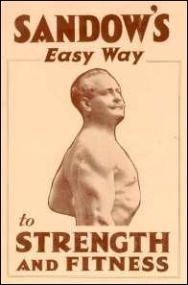 SANDOW'S
Easy Way
to
STRENGTH
AND FITNESS